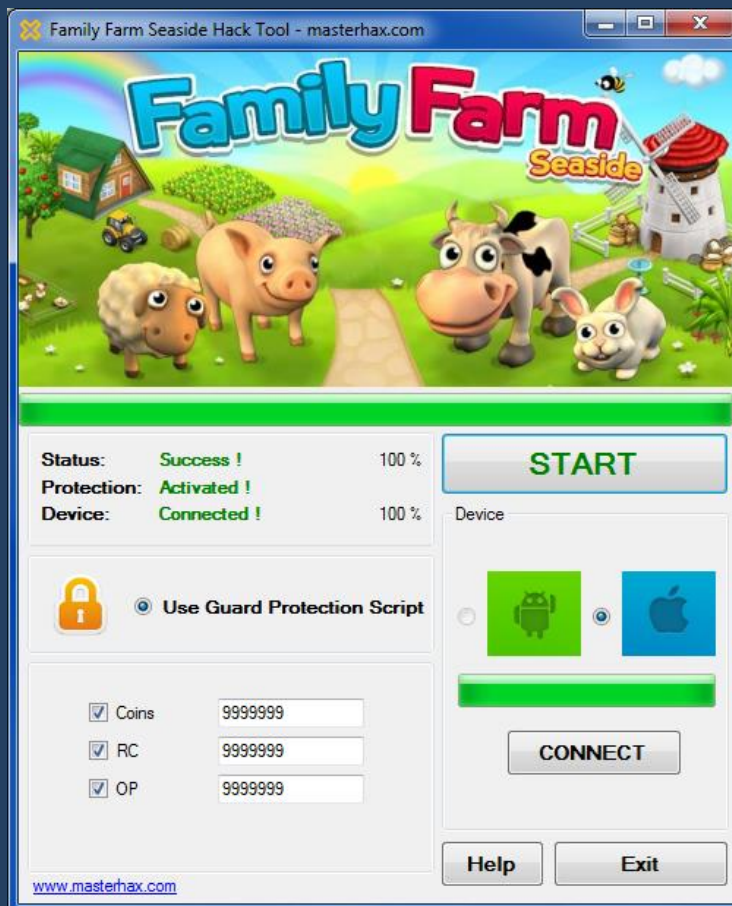 Family Farm Seaside Hack Tool - masterhax.com
Family Farm
Seaside
Status: Success ! 100 %
Protection: Activated !
Device: Connected ! 100 %
START
Device
Use Guard Protection Script
Coins 9999999
RC 9999999
OP 9999999
CONNECT
Help
Exit
www.masterhax.com